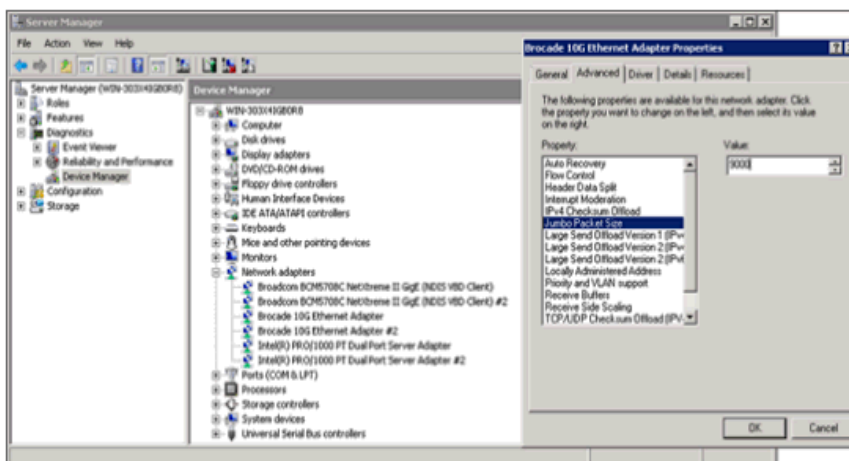 Server Manager
File Action View Help
Server Manager (WIN-303X4IGBOR8)
Roles
Features
Diagnostics
Event Viewer
Reliability and Performance
Device Manager
Configuration
Storage
Device Manager
WIN-303X4IGBOR8
Computer
Disk drives
Display adapters
DVD/CD-ROM drives
Floppy drive controllers
Human Interface Devices
IDE ATA/ATAPI controllers
Keyboards
Mice and other pointing devices
Monitors
Network adapters
Broadcom BCM5708C NetXtreme II GigE (NDIS VBD Client)
Broadcom BCM5708C NetXtreme II GigE (NDIS VBD Client) #2
Brocade 10G Ethernet Adapter
Brocade 10G Ethernet Adapter #2
Intel(R) PRO/1000 PT Dual Port Server Adapter
Intel(R) PRO/1000 PT Dual Port Server Adapter #2
Ports (COM & LPT)
Processors
Storage controllers
System devices
Universal Serial Bus controllers
Brocade 10G Ethernet Adapter Properties
General Advanced Driver Details Resources
The following properties are available for this network adapter. Click
the property you want to change on the left, and then select its value
on the right.
Property: Value:
Auto Recovery 9000
Flow Control
Header Data Split
Interrupt Moderation
IPv4 Checksum Offload
Jumbo Packet Size
Large Send Offload Version 1 (IPv
Large Send Offload Version 2 (IPv
Large Send Offload Version 2 (IPv
Locally Administered Address
Priority and VLAN support
Receive Buffers
Receive Side Scaling
TCP/UDP Checksum Offload (IPv
OK Cancel